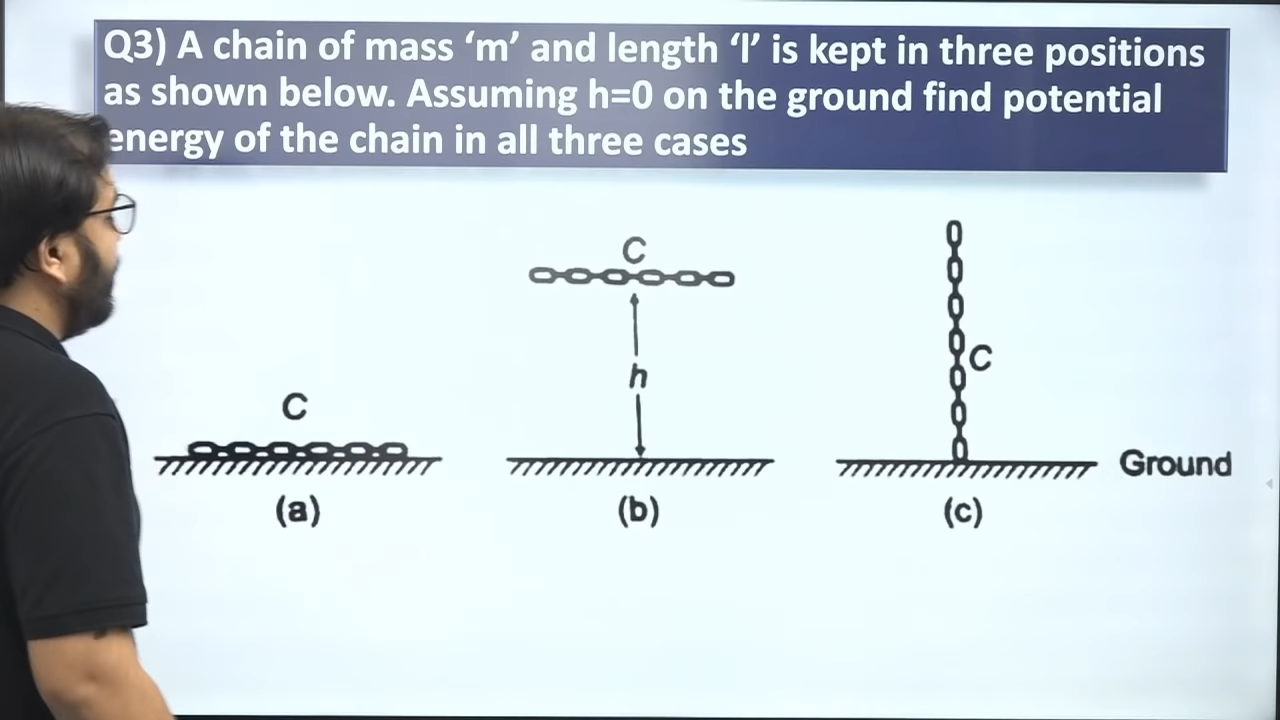 Q3) A chain of mass ‘m’ and length ‘l’ is kept in three positions
as shown below. Assuming h=0 on the ground find potential
energy of the chain in all three cases
C
C
C
h
Ground
(a)
(b)
(c)